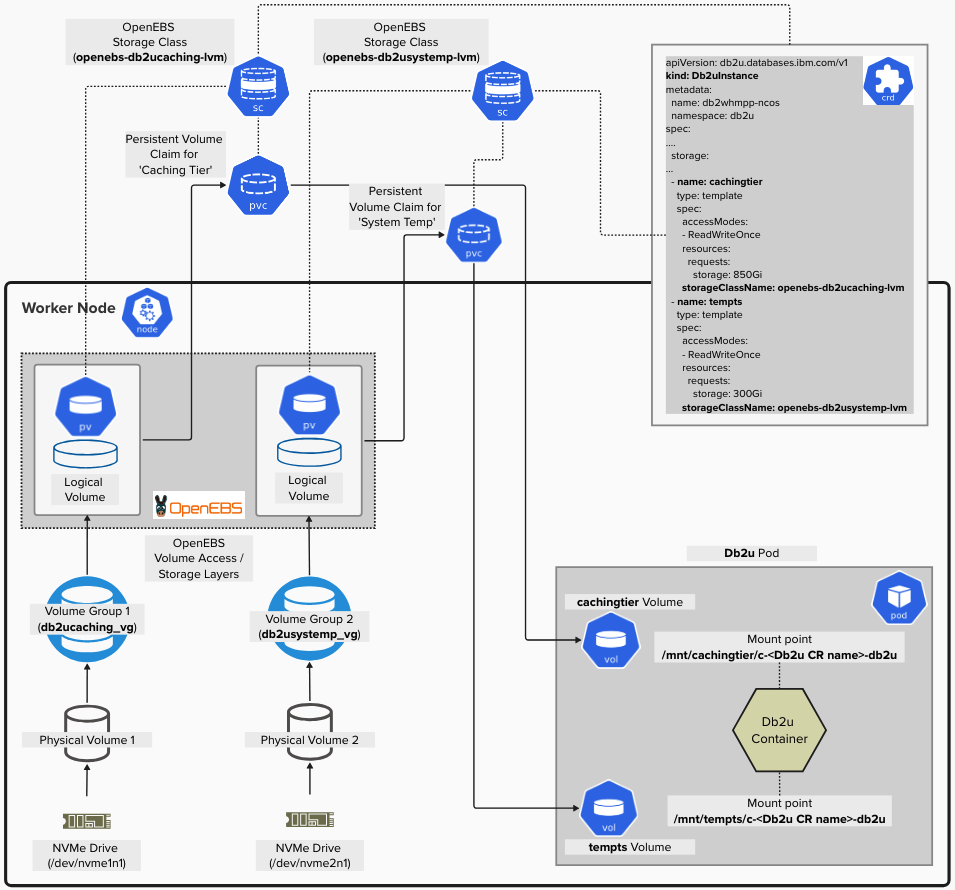 OpenEBS
Storage Class
(openebs-db2ucaching-lvm)
sc
OpenEBS
Storage Class
(openebs-db2usystemp-lvm)
sc
Persistent Volume
Claim for
'Caching Tier'
pvc
Persistent
Volume Claim for
'System Temp'
pvc
apiVersion: db2u.databases.ibm.com/v1
kind: Db2uInstance
metadata:
name: db2whmpp-ncos
namespace: db2u
spec:
....
storage:
...
- name: cachingtier
type: template
spec:
accessModes:
- ReadWriteOnce
resources:
requests:
storage: 850Gi
storageClassName: openebs-db2ucaching-lvm
- name: tempts
type: template
spec:
accessModes:
- ReadWriteOnce
resources:
requests:
storage: 300Gi
storageClassName: openebs-db2usystemp-lvm
crd
Worker Node
node
pv
Logical
Volume
pv
Logical
Volume
OpenEBS
OpenEBS
Volume Access /
Storage Layers
Volume Group 1
(db2ucaching_vg)
Volume Group 2
(db2usystemp_vg)
Physical Volume 1
Physical Volume 2
NVMe Drive
(/dev/nvme1n1)
NVMe Drive
(/dev/nvme2n1)
Db2u Pod
pod
cachingtier Volume
vol
Mount point
/mnt/cachingtier/c-<Db2u CR name>-db2u
Db2u
Container
Mount point
/mnt/tempts/c-<Db2u CR name>-db2u
vol
tempts Volume